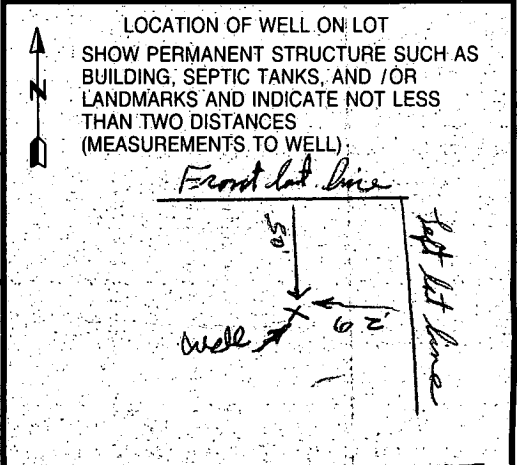 LOCATION OF WELL ON LOT
N
SHOW PERMANENT STRUCTURE SUCH AS
BUILDING, SEPTIC TANKS, AND /OR
LANDMARKS AND INDICATE NOT LESS
THAN TWO DISTANCES
(MEASUREMENTS TO WELL)
Front lot line
50'
Left lot line
X
Well